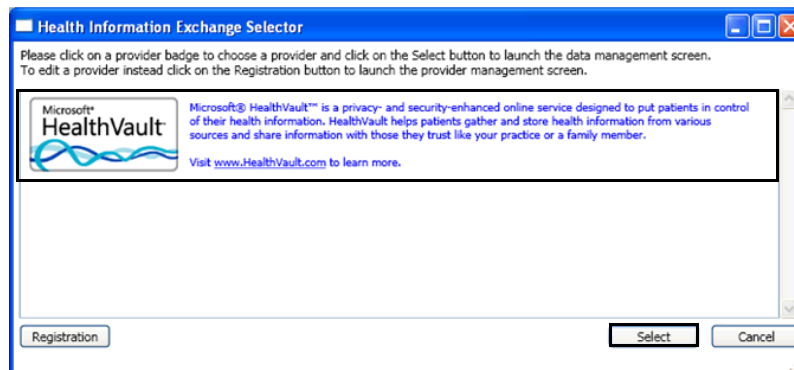 Health Information Exchange Selector
Please click on a provider badge to choose a provider and click on the Select button to launch the data management screen.
To edit a provider instead click on the Registration button to launch the provider management screen.
Microsoft®
HealthVault™
Microsoft® HealthVault™ is a privacy- and security-enhanced online service designed to put patients in control
of their health information. HealthVault helps patients gather and store health information from various
sources and share information with those they trust like your practice or a family member.
Visit www.HealthVault.com to learn more.
Registration
Select
Cancel